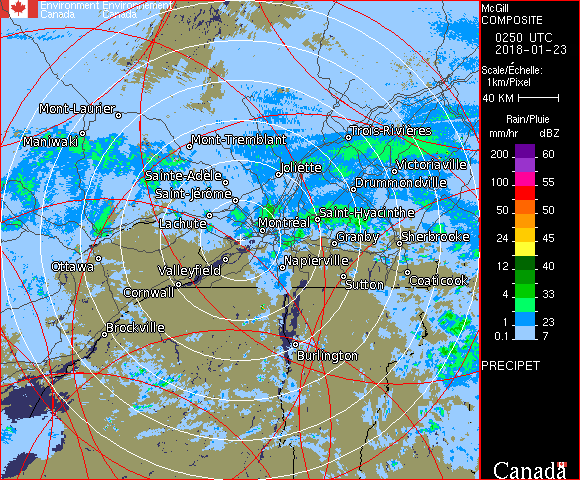 Environment Environnement
Canada Canada
McGill
COMPOSITE
0250 UTC
2018-01-23
Scale/Échelle:
1km/Pixel
40 KM
Rain/Pluie
mm/hr dBZ
200 60
100 55
50 50
24 45
12 40
4 33
1 23
0.1 7
PRECIPET
Canada
Mont-Laurier
Maniwaki
Mont-Tremblant
Trois-Rivières
Sainte-Adèle
Joliette
Victoriaville
Saint-Jérôme
Drummondville
Lachute
Montréal
Saint-Hyacinthe
Granby
Sherbrooke
Ottawa
Valleyfield
Napierville
Cornwall
Sutton
Coaticook
Brockville
Burlington